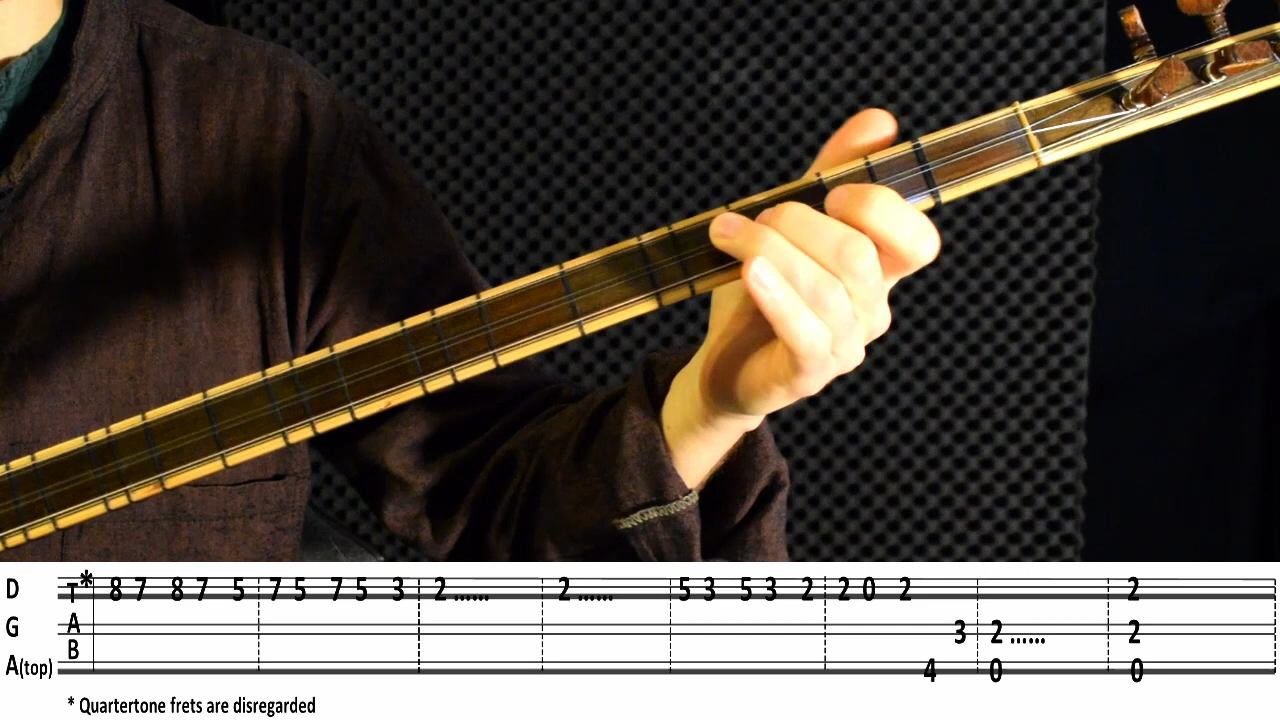 D T* 8 7 8 7 5 7 5 7 5 3 2...... 2...... 5 3 5 3 2 2 0 2 2
G A 3 2...... 2
B
A(top) 4 0 0
* Quartertone frets are disregarded